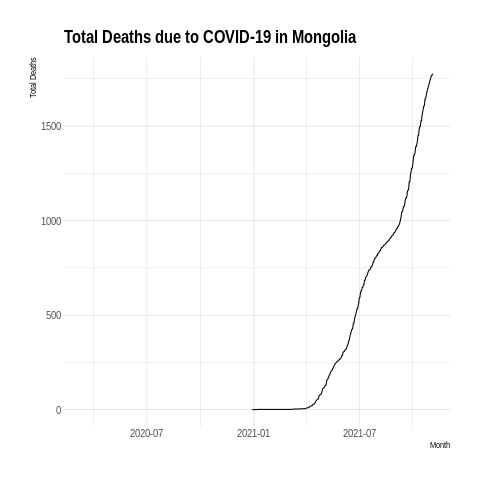 Total Deaths due to COVID-19 in Mongolia
Total Deaths
1500
1000
500
0
2020-07
2021-01
2021-07
Month